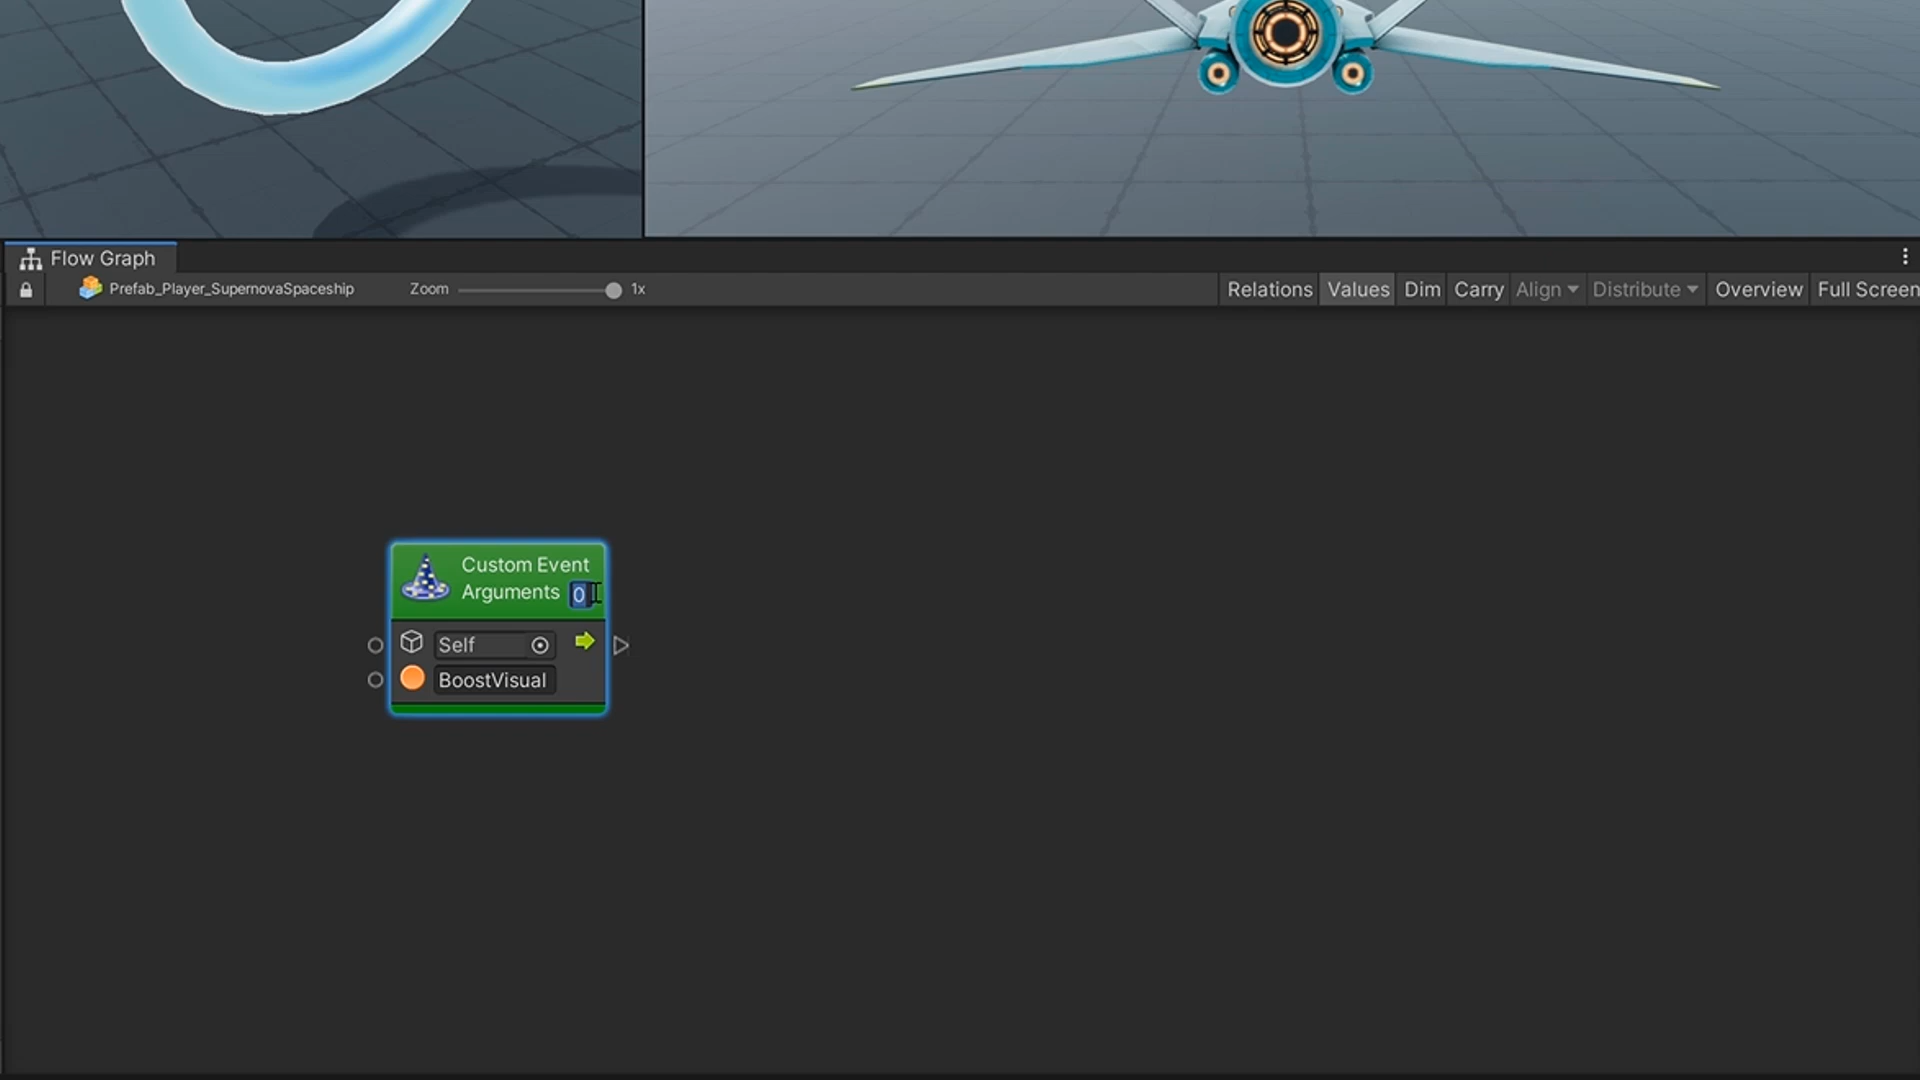 Flow Graph
Prefab_Player_SupernovaSpaceship Zoom 1x Relations Values Dim Carry Align Distribute Overview Full Screen
Custom Event
Arguments 0
Self
BoostVisual